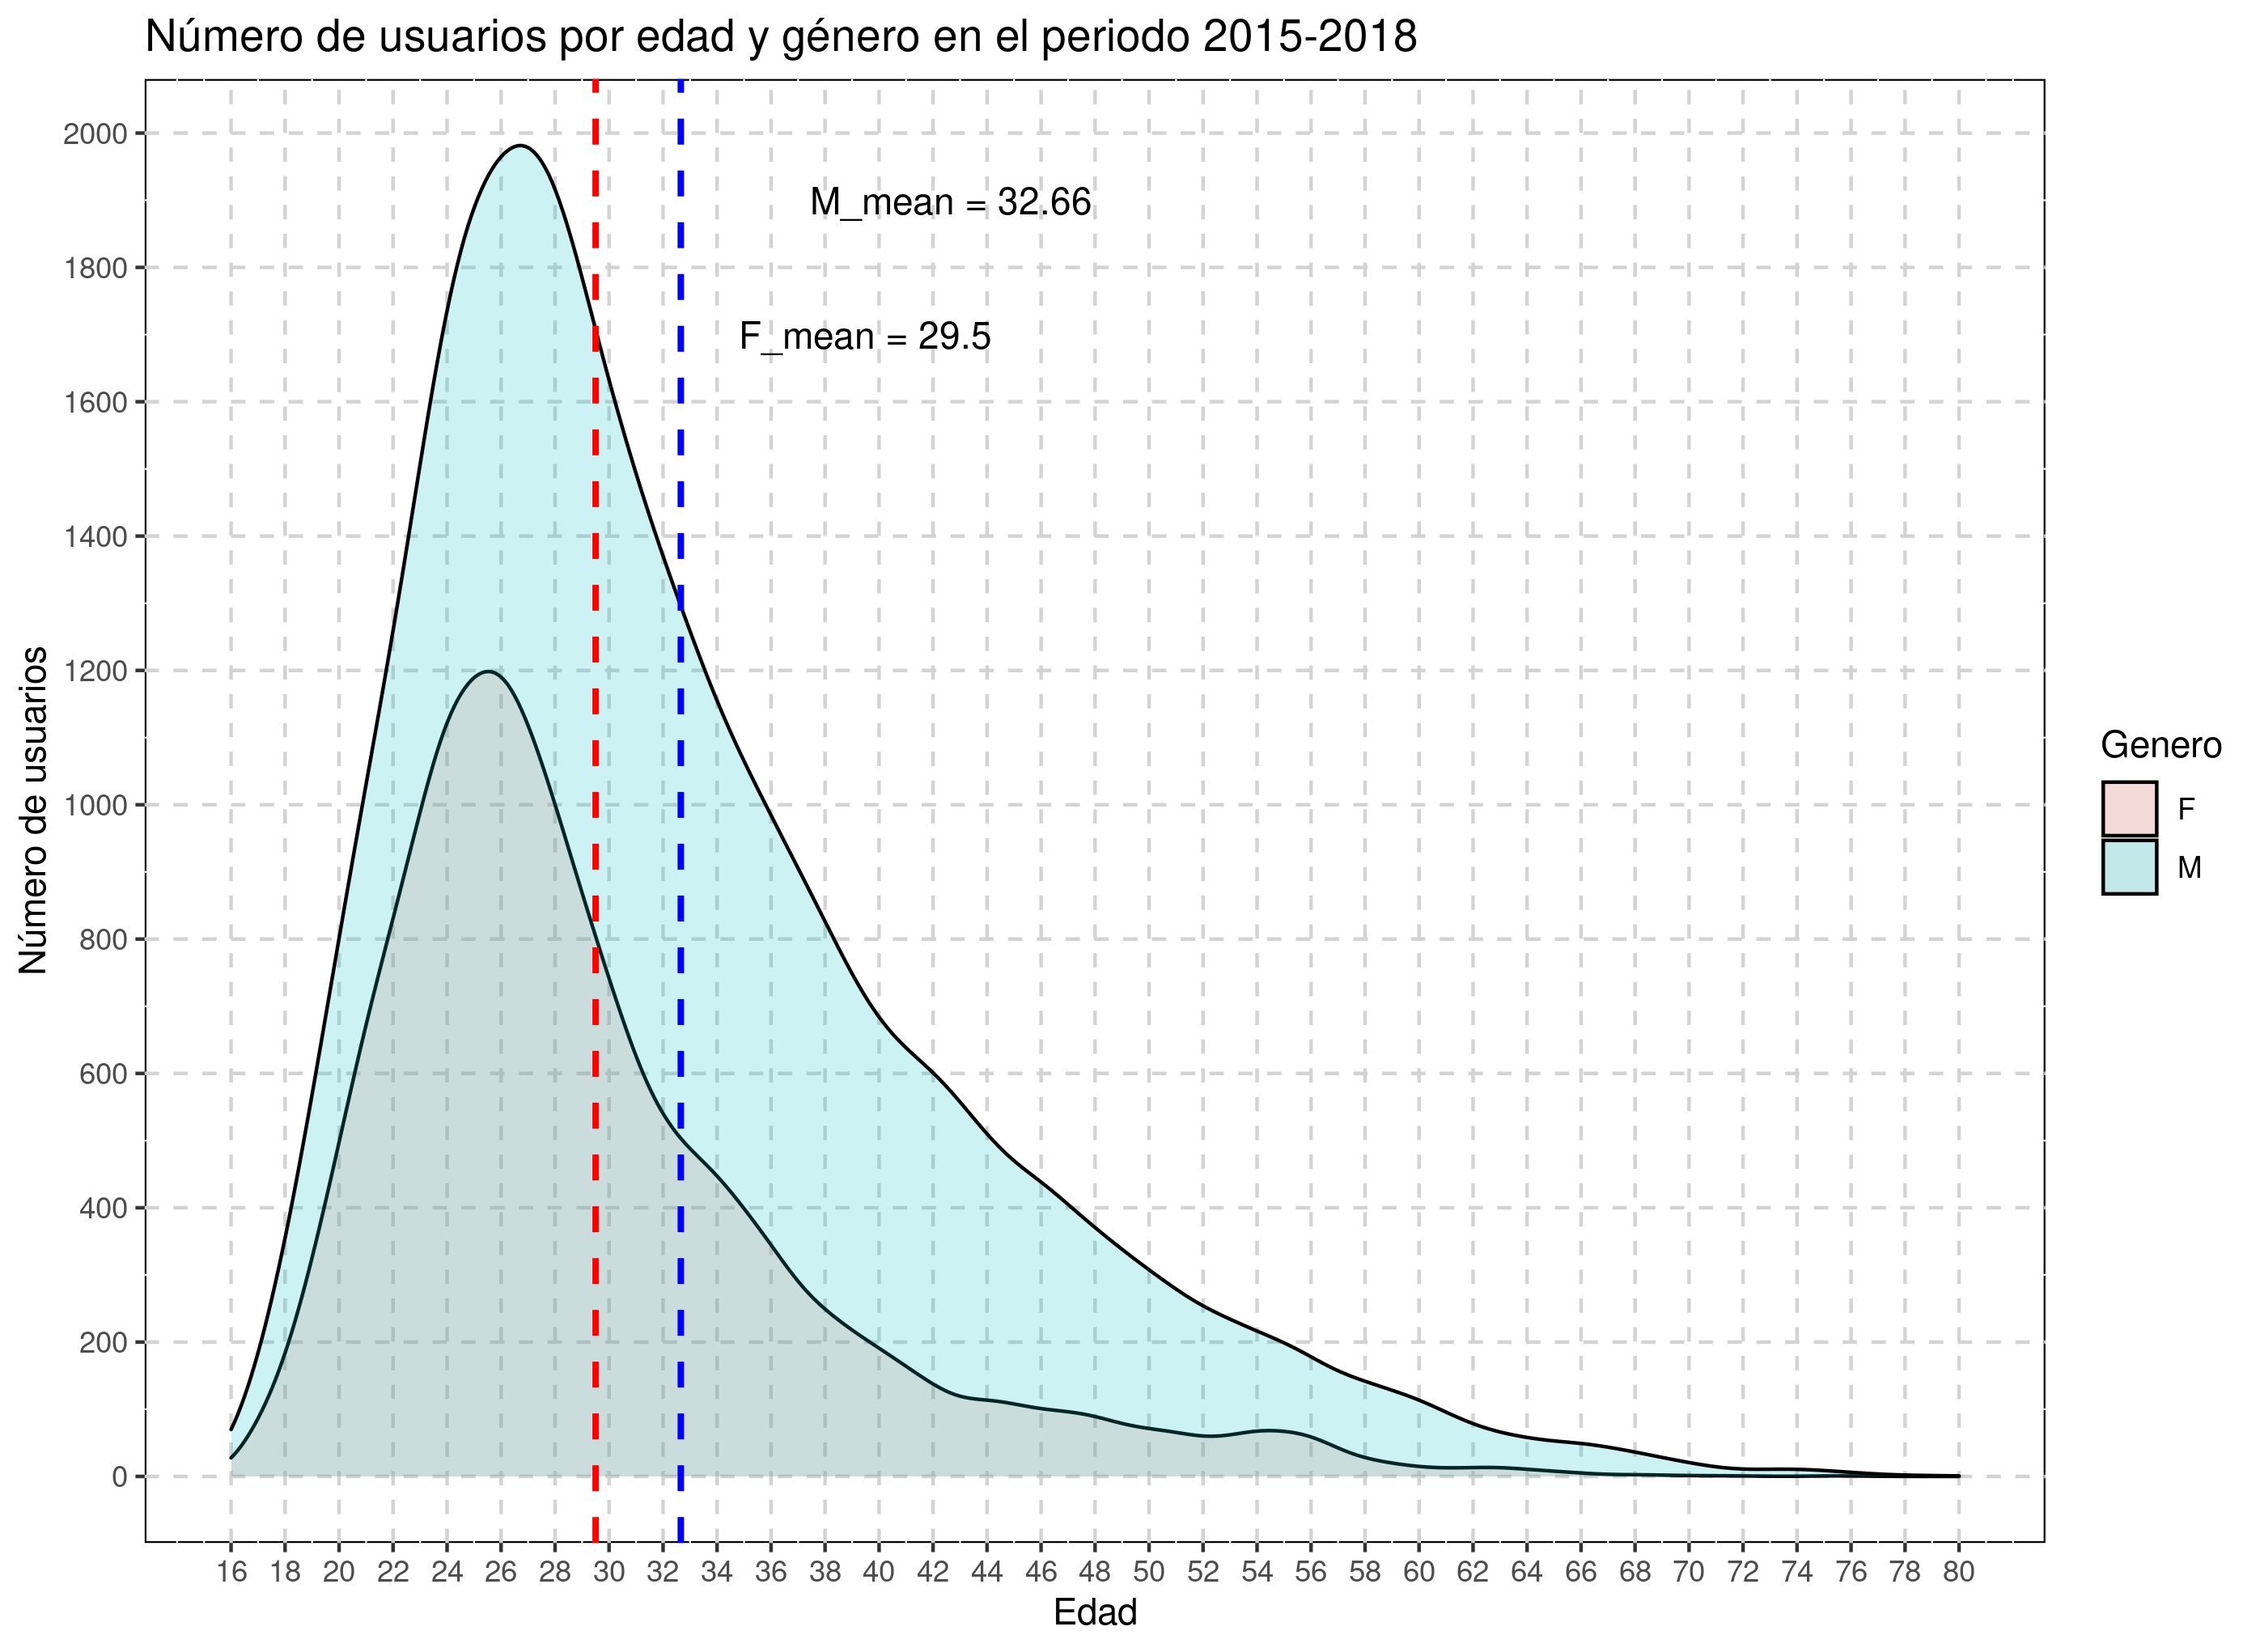 Número de usuarios por edad y género en el periodo 2015-2018
Número de usuarios
2000
1800
1600
1400
1200
1000
800
600
400
200
0
M_mean = 32.66
F_mean = 29.5
Genero
F
M
16 18 20 22 24 26 28 30 32 34 36 38 40 42 44 46 48 50 52 54 56 58 60 62 64 66 68 70 72 74 76 78 80
Edad